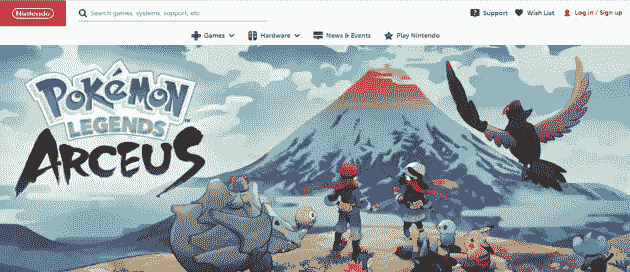 Nintendo
Search games, systems, support, etc
Support
Wish List
Log in / Sign up
Games
Hardware
News & Events
Play Nintendo
POKéMON
LEGENDS
ARCEUS